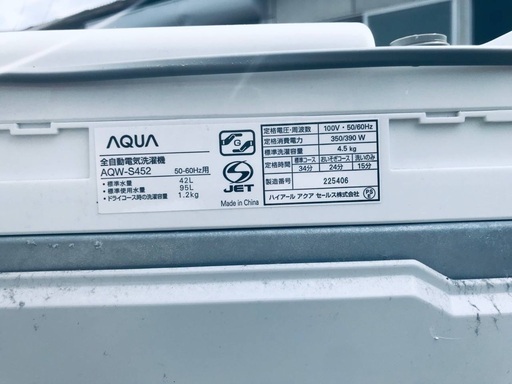 AQUA
全自動電気洗濯機
AQW-S452 50-60Hz用
・標準水量 42L
・標準使用水量 95L
・ドライコース時の洗濯容量 1.2kg
G
S
JET
Made in China
定格電圧・周波数 100V・50/60Hz
定格消費電力 350/390 W
標準洗濯容量 4.5 kg
定格時間 標準コース おいそぎコース 洗いのみ
34分 24分 15分
製造番号 225406
ハイアール アクア セールス株式会社
PSE